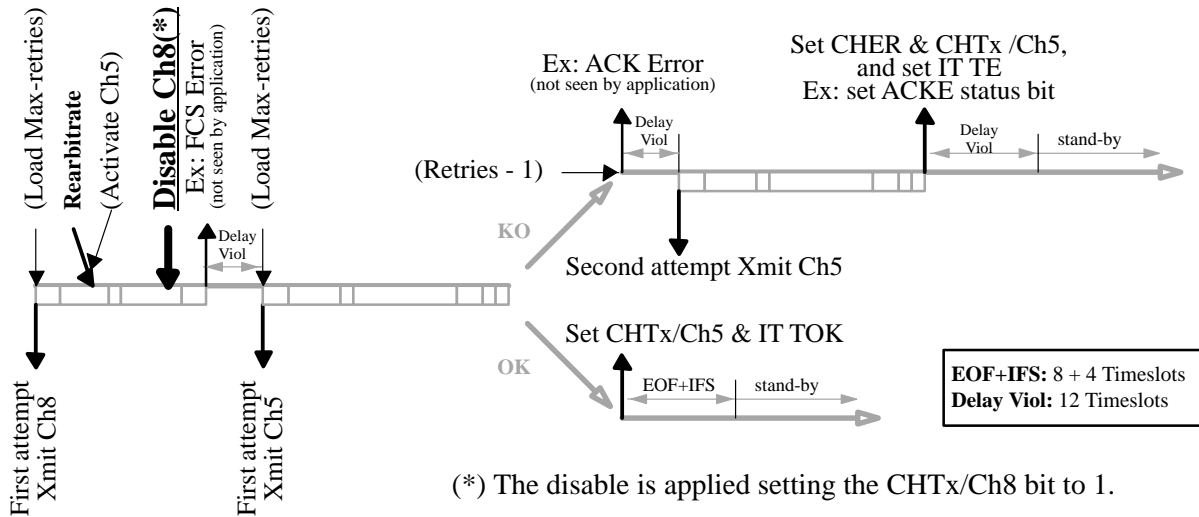 (Load Max-retries)
Rearbitrate
(Activate Ch5)
Disable Ch8(*)
Ex: FCS Error
(not seen by application)
(Load Max-retries)
Delay
Viol
First attempt
Xmit Ch8
First attempt
Xmit Ch5
KO
OK
Ex: ACK Error
(not seen by application)
Delay
Viol
(Retries - 1)
Second attempt Xmit Ch5
Set CHER & CHTx /Ch5,
and set IT TE
Ex: set ACKE status bit
Delay
Viol
stand-by
Set CHTx/Ch5 & IT TOK
EOF+IFS
stand-by
EOF+IFS: 8 + 4 Timeslots
Delay Viol: 12 Timeslots
(*) The disable is applied setting the CHTx/Ch8 bit to 1.